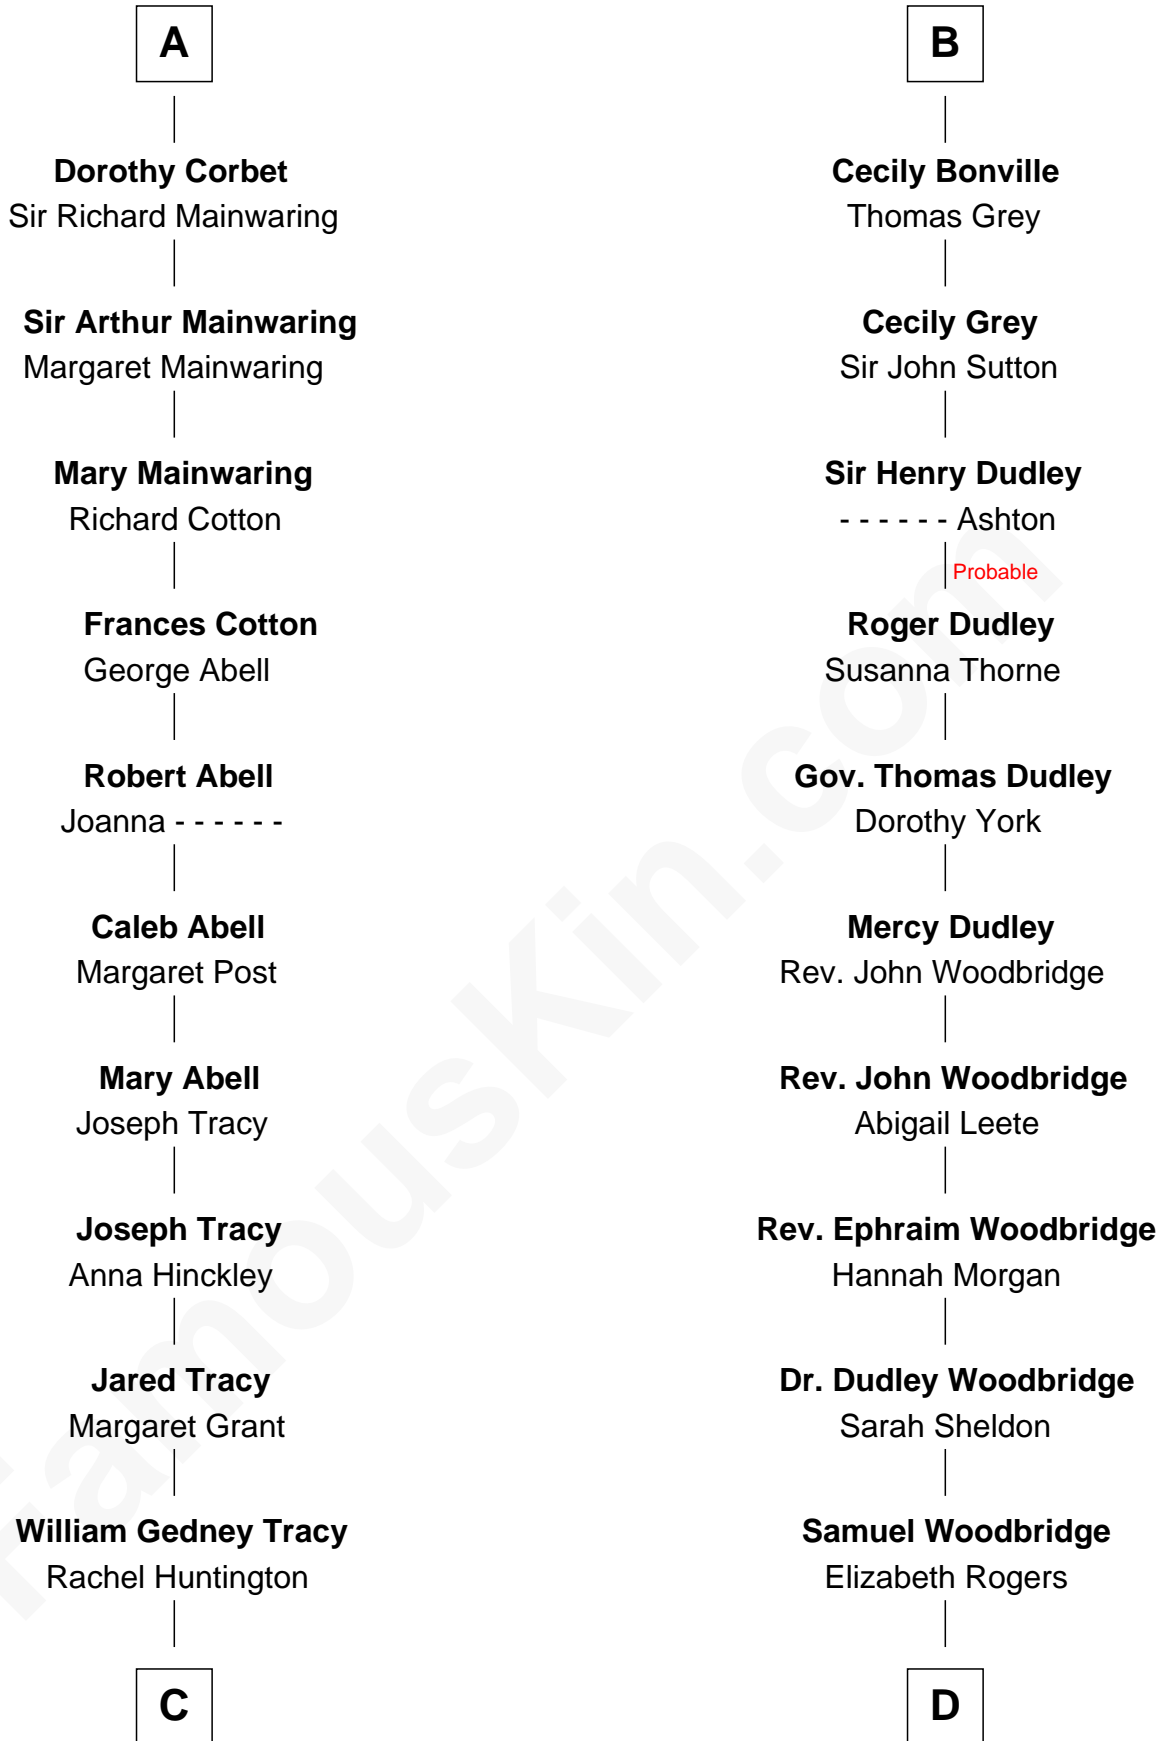 A
Dorothy Corbet
Sir Richard Mainwaring
Sir Arthur Mainwaring
Margaret Mainwaring
Mary Mainwaring
Richard Cotton
Frances Cotton
George Abell
Robert Abell
Joanna - - - - - -
Caleb Abell
Margaret Post
Mary Abell
Joseph Tracy
Joseph Tracy
Anna Hinckley
Jared Tracy
Margaret Grant
William Gedney Tracy
Rachel Huntington
C
B
Cecily Bonville
Thomas Grey
Cecily Grey
Sir John Sutton
Sir Henry Dudley
- - - - - - Ashton
Probable
Roger Dudley
Susanna Thorne
Gov. Thomas Dudley
Dorothy York
Mercy Dudley
Rev. John Woodbridge
Rev. John Woodbridge
Abigail Leete
Rev. Ephraim Woodbridge
Hannah Morgan
Dr. Dudley Woodbridge
Sarah Sheldon
Samuel Woodbridge
Elizabeth Rogers
D
FamousKin.com